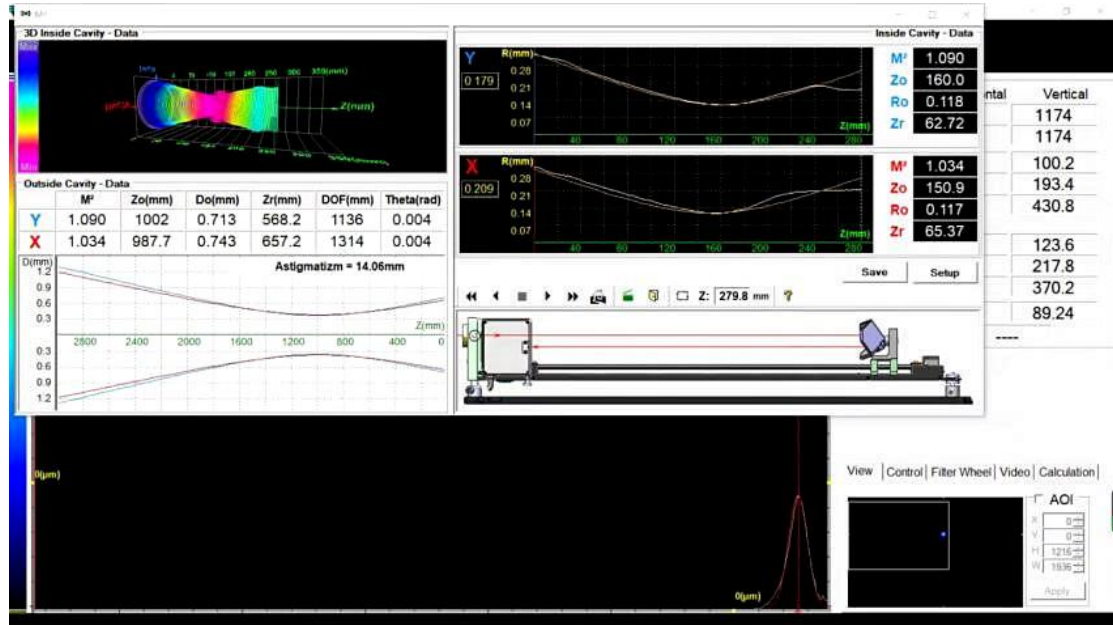 M²
3D Inside Cavity - Data
Max
Min
Z(mm)
Outside Cavity - Data
M² Zo(mm) Do(mm) Zr(mm) DOF(mm) Theta(rad)
Y 1.090 1002 0.713 568.2 1136 0.004
X 1.034 987.7 0.743 657.2 1314 0.004
D(mm)
Astigmatizm = 14.06mm
1.2
0.9
0.6
0.3
Z(mm)
2800 2400 2000 1600 1200 800 400 0
0.3
0.6
0.9
1.2
Inside Cavity - Data
Y
R(mm)
0.179
0.28
0.21
0.14
0.07
Z(mm)
40 80 120 160 200 240 280
M² 1.090
Zo 160.0
Ro 0.118
Zr 62.72
X
R(mm)
0.209
0.28
0.21
0.14
0.07
Z(mm)
40 80 120 160 200 240 280
M² 1.034
Zo 150.9
Ro 0.117
Zr 65.37
Save Setup
Z: 279.8 mm ?
ntal Vertical
1174
1174
100.2
193.4
430.8
123.6
217.8
370.2
89.24
----
0(µm)
0(µm)
View Control Filter Wheel Video Calculation
AOI
X 0
Y 0
H 1216
W 1936
Apply